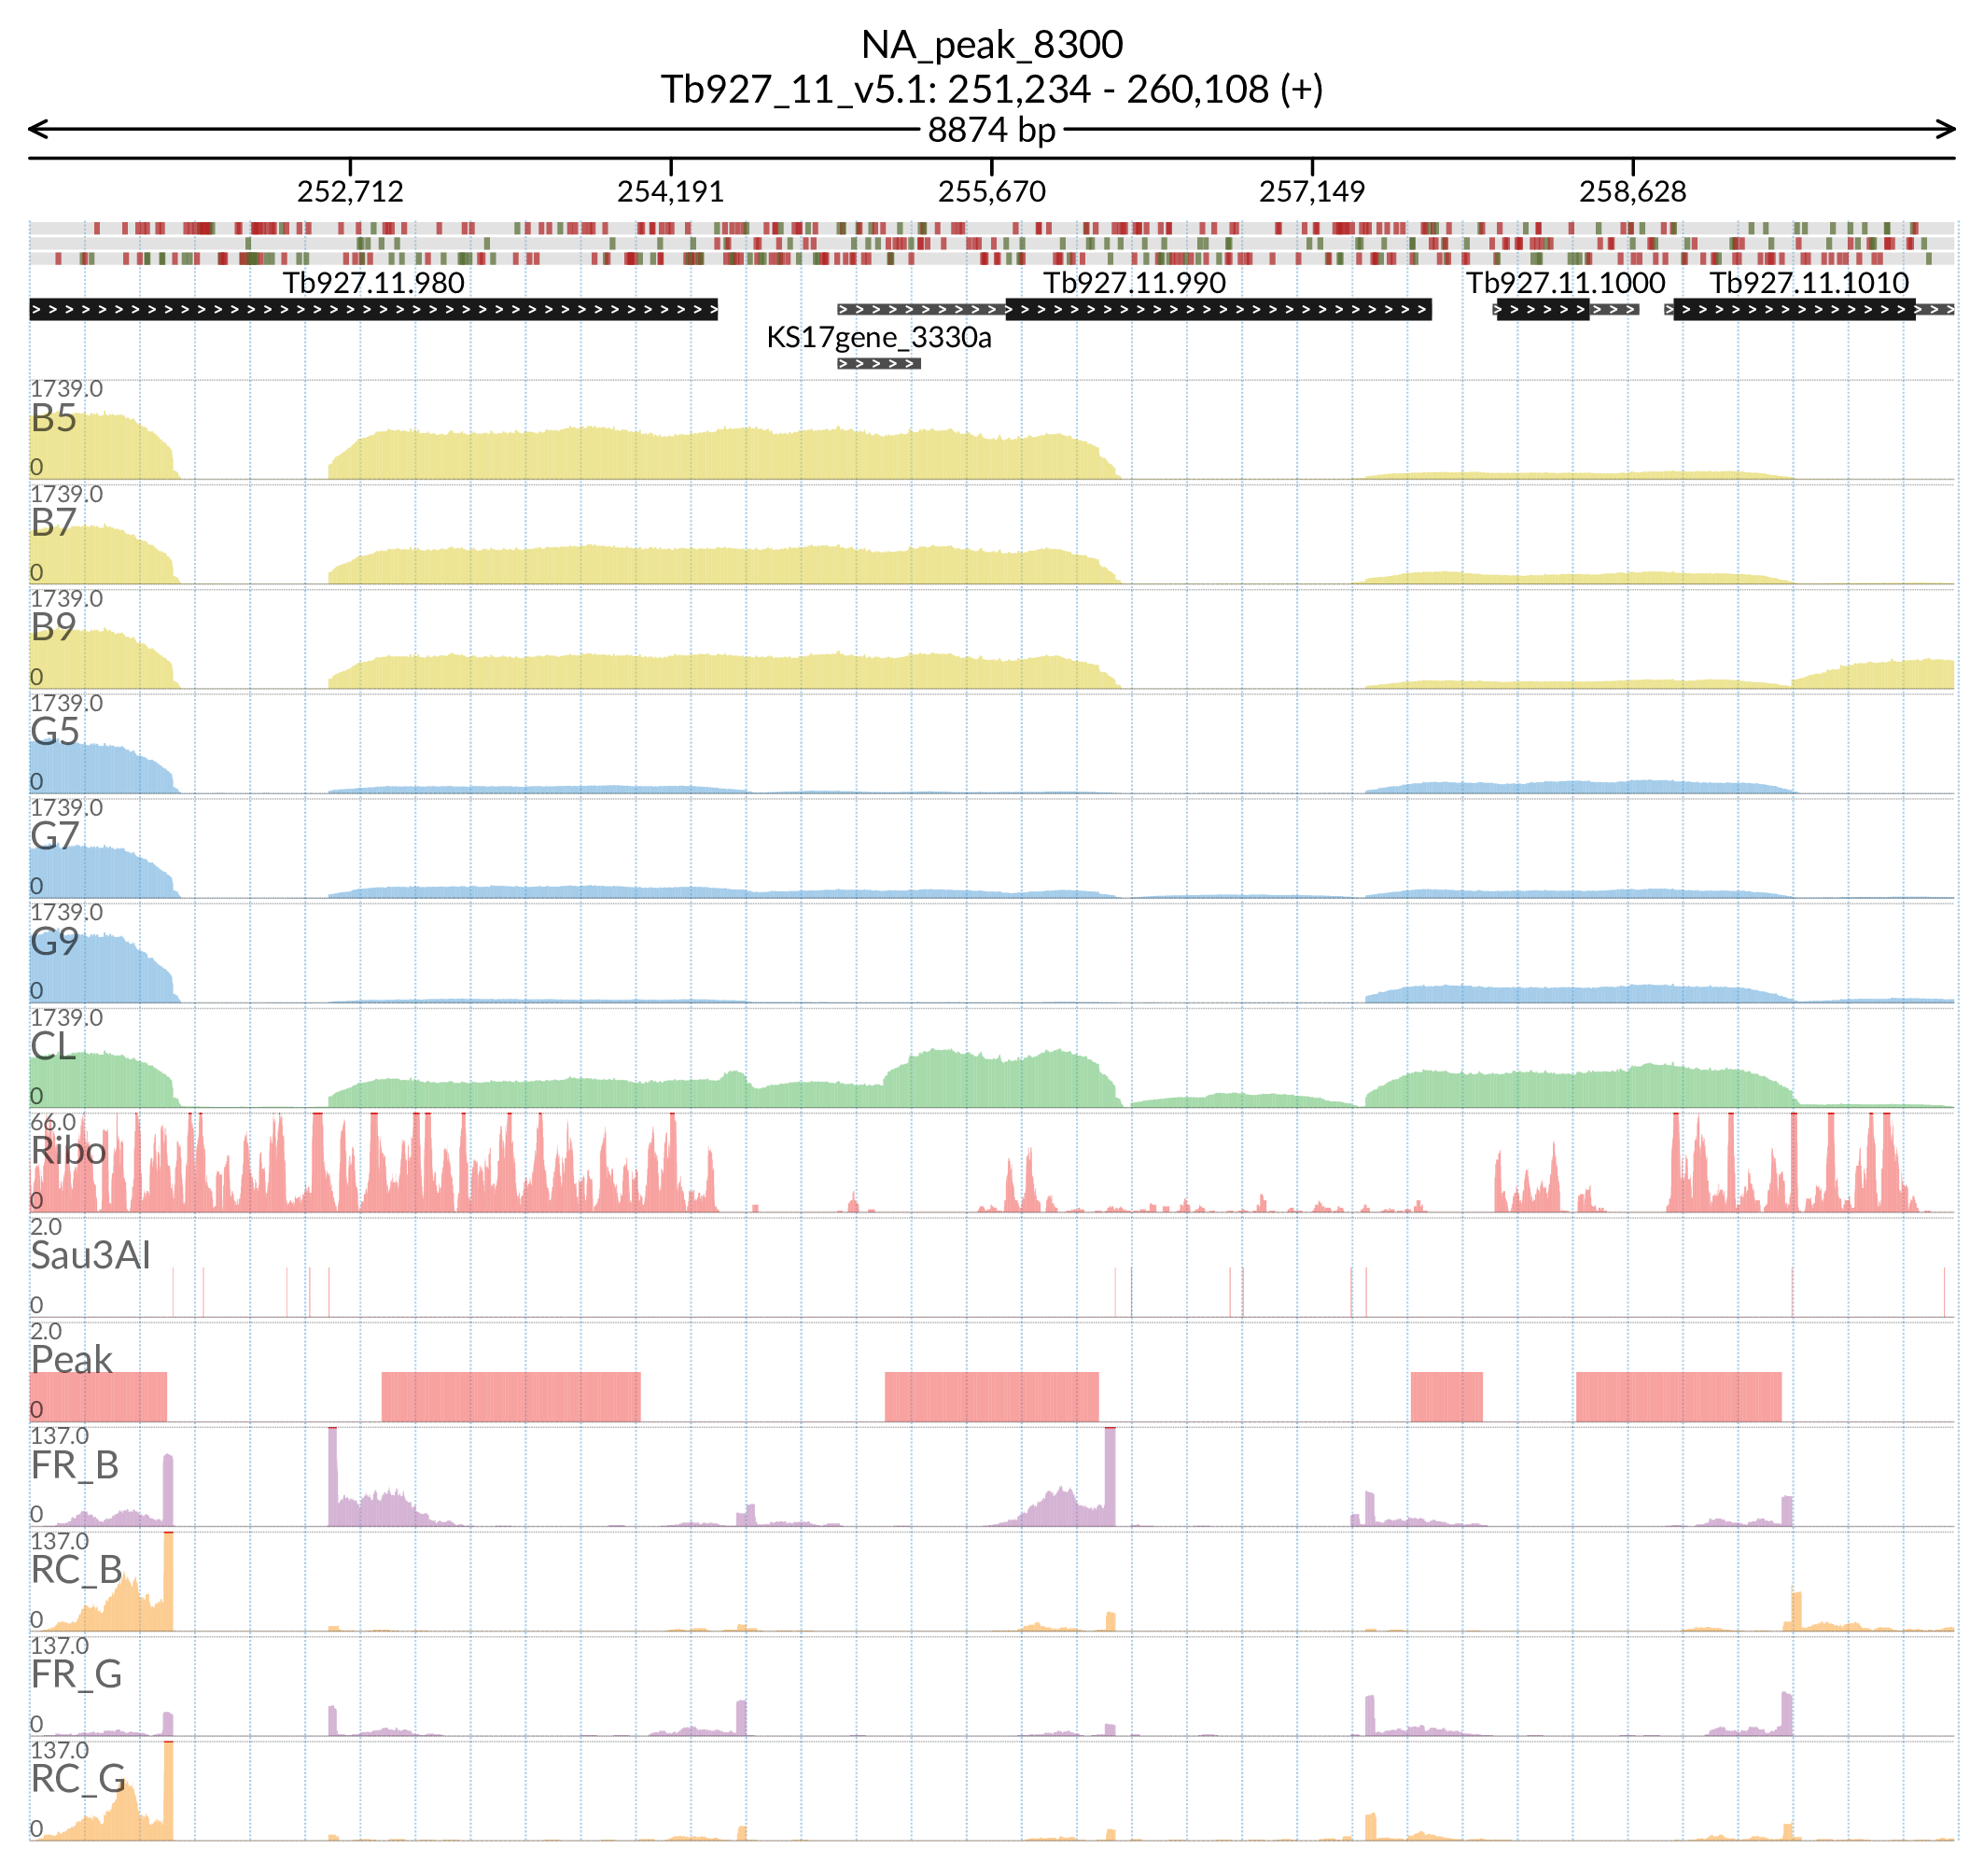 NA_peak_8300
Tb927_11_v5.1: 251,234 - 260,108 (+)
8874 bp
252,712 254,191 255,670 257,149 258,628
Tb927.11.980 Tb927.11.990 Tb927.11.1000 Tb927.11.1010
KS17gene_3330a
1739.0
B5
0
1739.0
B7
0
1739.0
B9
0
1739.0
G5
0
1739.0
G7
0
1739.0
G9
0
1739.0
CL
0
66.0
Ribo
0
2.0
Sau3AI
0
2.0
Peak
0
137.0
FR_B
0
137.0
RC_B
0
137.0
FR_G
0
137.0
RC_G
0